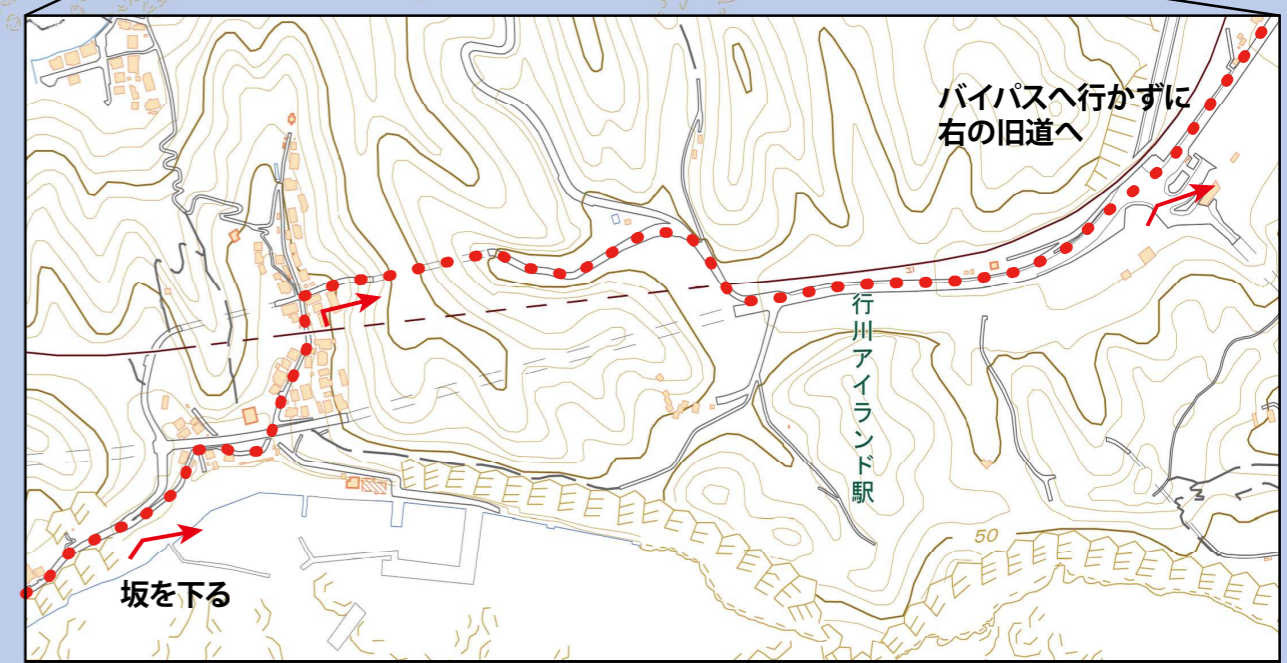 バイパスへ行かずに
右の旧道へ
行川アイランド駅
50
坂を下る